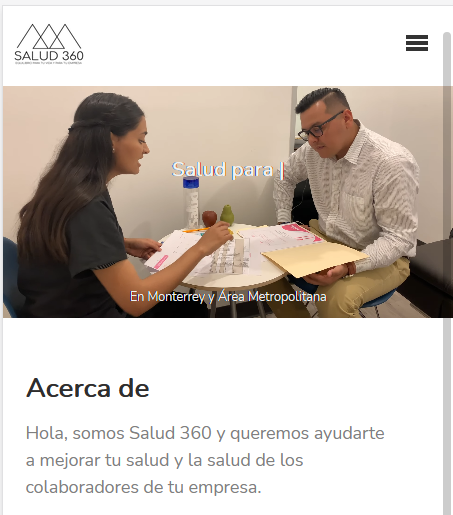 SALUD 360
Salud para |
En Monterrey y Área Metropolitana
Acerca de
Hola, somos Salud 360 y queremos ayudarte
a mejorar tu salud y la salud de los
colaboradores de tu empresa.